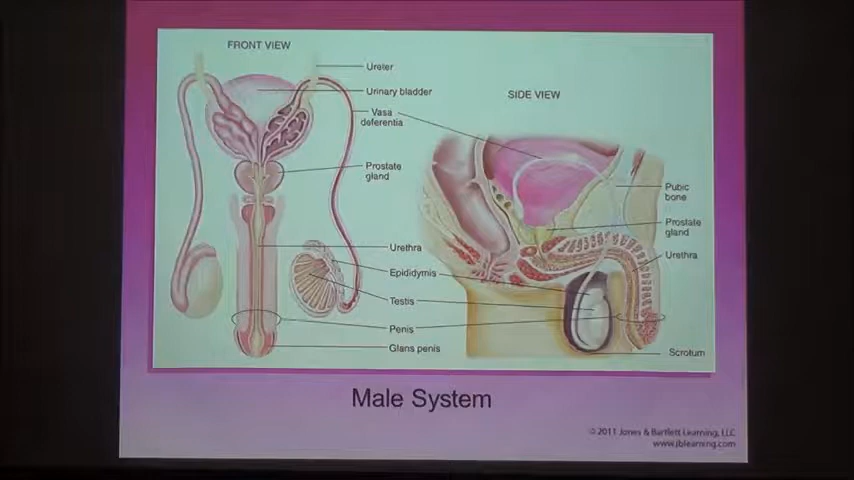 FRONT VIEW
Ureter
Urinary bladder
Vasa
deferentia
Prostate
gland
Urethra
Epididymis
Testis
Penis
Glans penis
SIDE VIEW
Pubic
bone
Prostate
gland
Urethra
Scrotum
Male System
© 2011 Jones & Bartlett Learning, LLC
www.jblearning.com